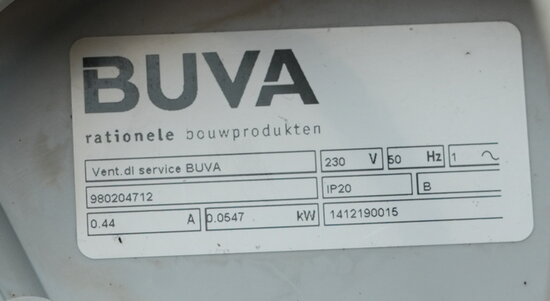 BUVA
rationele bouwprodukten
Vent.dl service BUVA 230 V 50 Hz 1 ~
980204712 IP20 B
0.44 A 0.0547 kW 1412190015